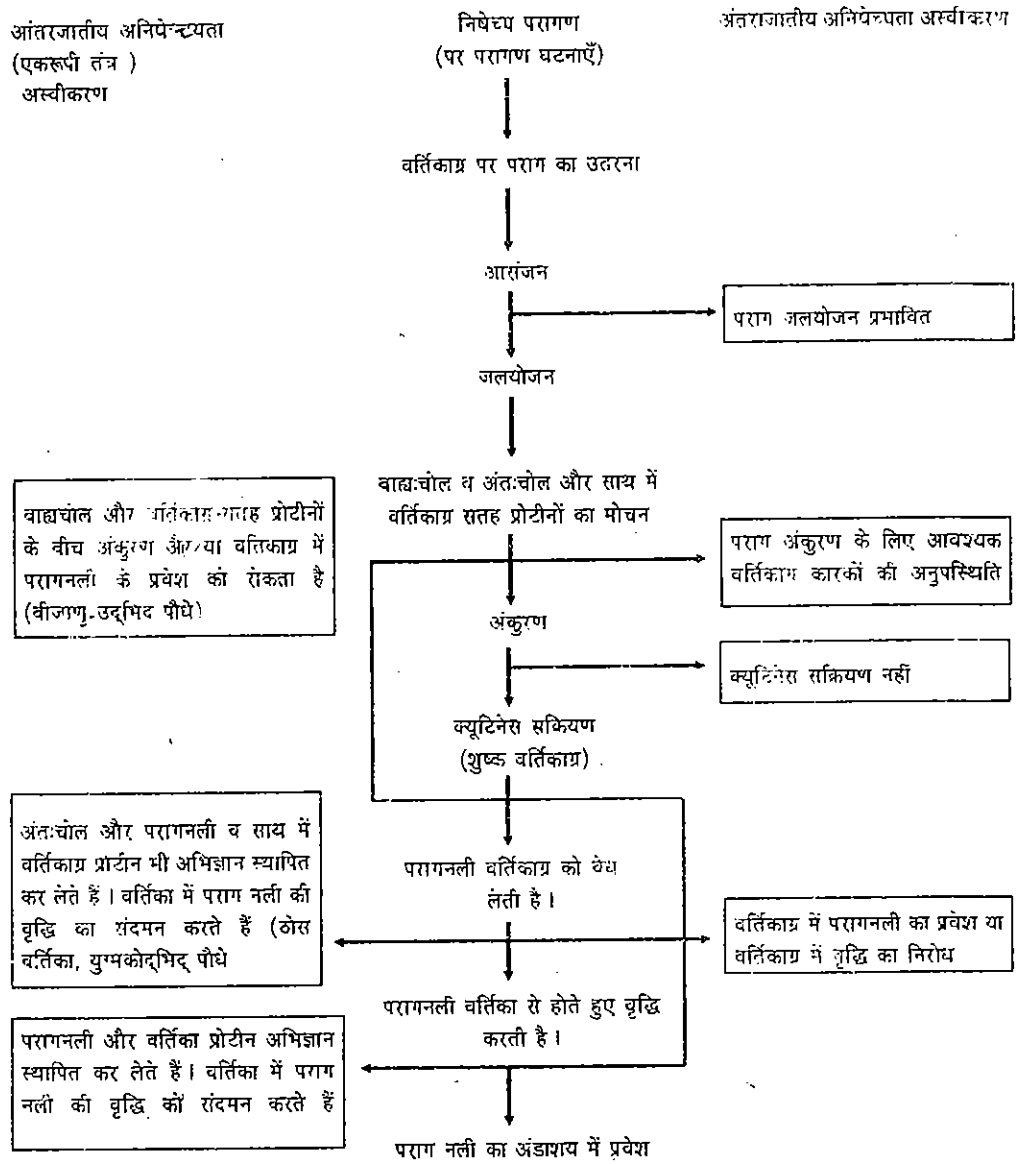 आंतरजातीय अनिषेच्यता
(एकरूपी तंत्र )
अस्वीकरण
निषेच्य परागण
(पर परागण घटनाएँ)
अंतराजातीय अनिषेच्यता अस्वीकरण
वर्तिकाग्र पर पराग का उतरना
आसंजन
पराग जलयोजन प्रभावित
जलयोजन
वाह्यःचोल व अंतःचोल और साथ में
वर्तिकाग्र सतह प्रोटीनों का मोचन
वाह्यचोल और वर्तिकाग्र-सतह प्रोटीनों
के बीच अंकुरण और/या वर्तिकाग्र में
परागनली के प्रवेश को रोकता है
(बीजाणु-उद्भिद पौधे)
पराग अंकुरण के लिए आवश्यक
वर्तिकाग्र कारकों की अनुपस्थिति
अंकुरण
क्यूटिनेस सक्रियण नहीं
क्यूटिनेस सक्रियण
(शुष्क वर्तिकाग्र)
अंतःचोल और परागनली व साथ में
वर्तिकाग्र प्रोटीन भी अभिज्ञान स्थापित
कर लेते हैं। वर्तिका में पराग नली की
वृद्धि का संदमन करते हैं (ठोस
वर्तिका, युग्मकोद्भिद् पौधे
परागनली वर्तिकाग्र को वेध
लेती है।
वर्तिकाग्र में परागनली का प्रवेश या
वर्तिकाग्र में वृद्धि का निरोध
परागनली वर्तिका से होते हुए वृद्धि
करती है।
परागनली और वर्तिका प्रोटीन अभिज्ञान
स्थापित कर लेते हैं। वर्तिका में पराग
नली की वृद्धि को संदमन करते हैं
पराग नली का अंडाशय में प्रवेश